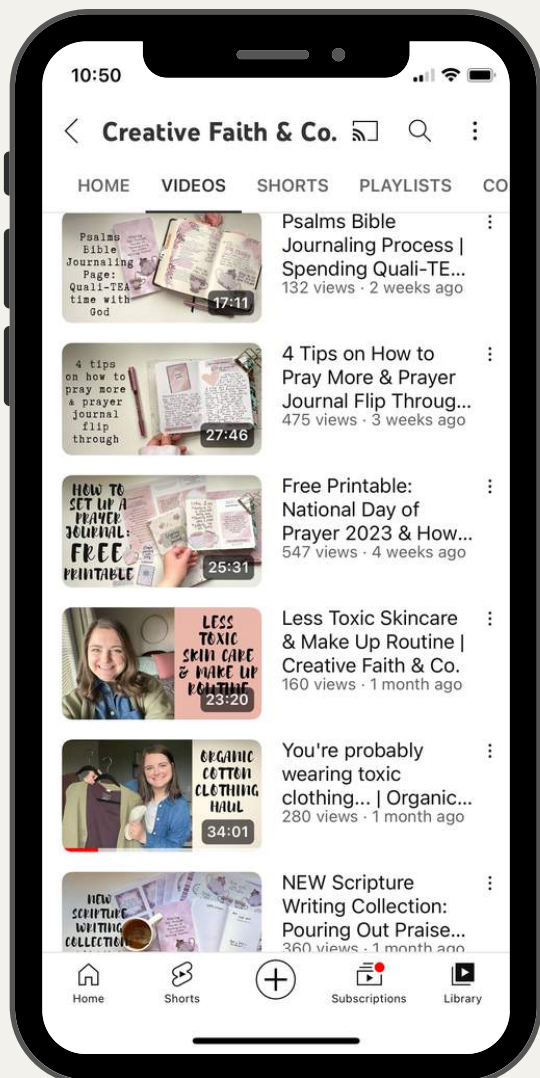 10:50
Creative Faith & Co.
HOME VIDEOS SHORTS PLAYLISTS CO
Psalms
Bible
Journaling
Page:
Quali-TEA
time with
God
17:11
Psalms Bible
Journaling Process |
Spending Quali-TE...
132 views · 2 weeks ago
4 tips
on how to
pray more
& prayer
journal
flip
through
27:46
4 Tips on How to
Pray More & Prayer
Journal Flip Throug...
475 views · 3 weeks ago
HOW TO
SET UP A
PRAYER
JOURNAL:
FREE
PRINTABLE
25:31
Free Printable:
National Day of
Prayer 2023 & How...
547 views · 4 weeks ago
LESS
TOXIC
SKIN CARE
& MAKE UP
ROUTINE
23:20
Less Toxic Skincare
& Make Up Routine |
Creative Faith & Co.
160 views · 1 month ago
ORGANIC
COTTON
CLOTHING
HAUL
34:01
You're probably
wearing toxic
clothing... | Organic...
280 views · 1 month ago
NEW
SCRIPTURE
WRITING
COLLECTION
NEW Scripture
Writing Collection:
Pouring Out Praise...
360 views · 1 month ago
Home Shorts Subscriptions Library